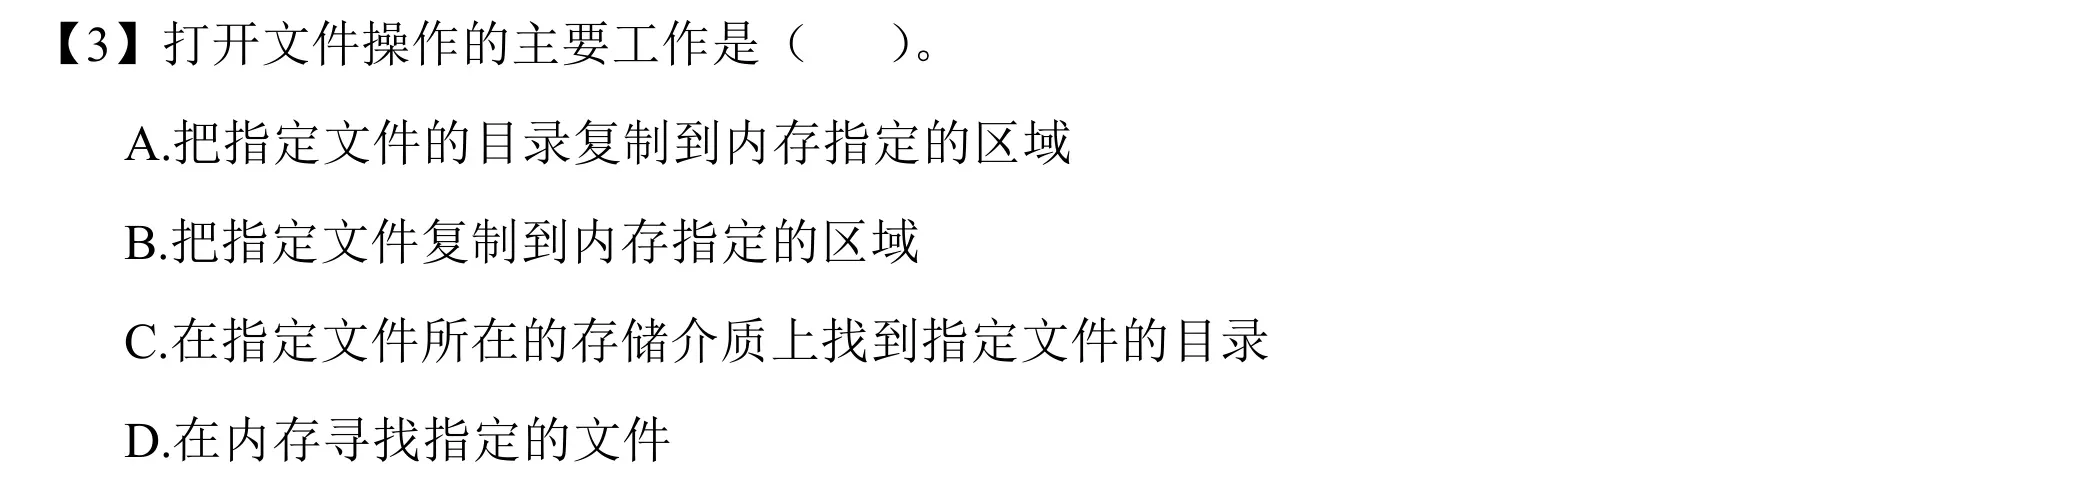 【3】打开文件操作的主要工作是（    ）。
A.把指定文件的目录复制到内存指定的区域
B.把指定文件复制到内存指定的区域
C.在指定文件所在的存储介质上找到指定文件的目录
D.在内存寻找指定的文件